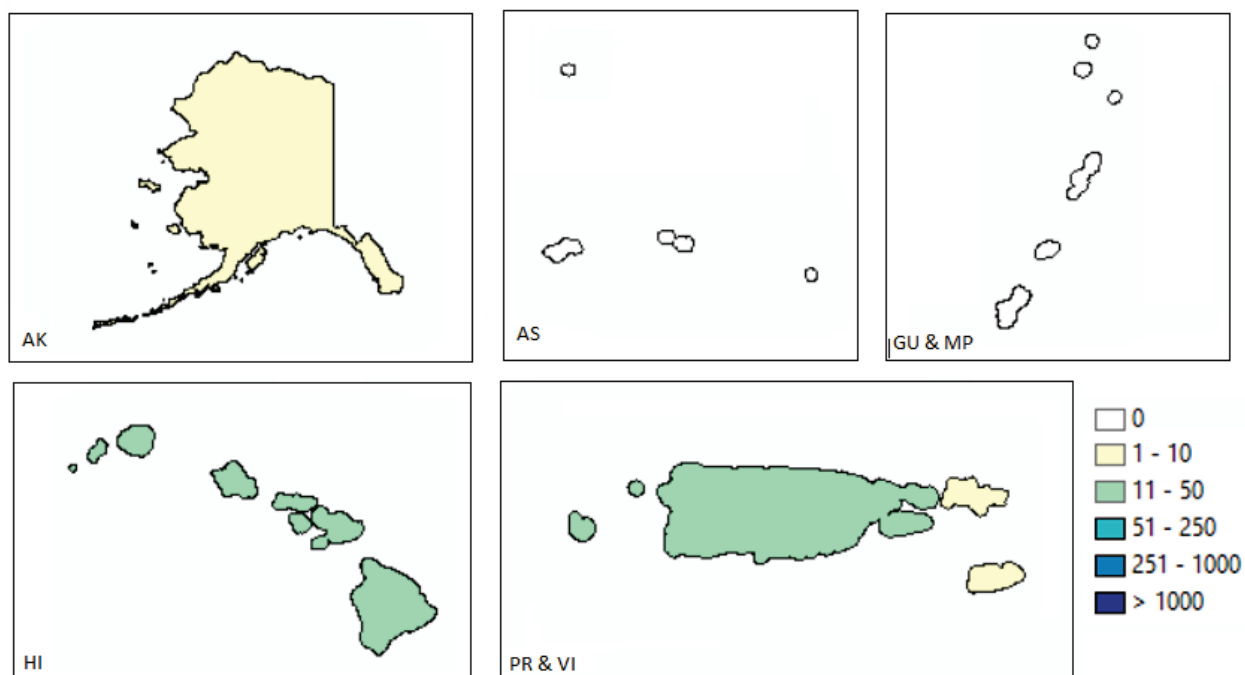 AK
AS
GU & MP
HI
PR & VI
0
1 - 10
11 - 50
51 - 250
251 - 1000
> 1000